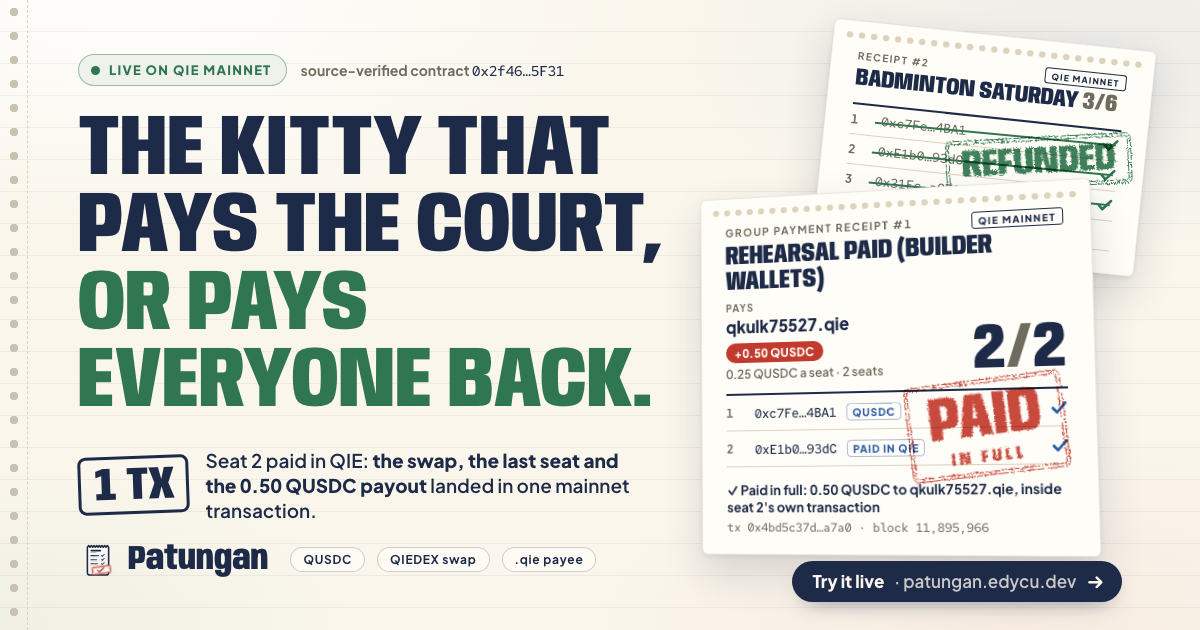 LIVE ON QIE MAINNET
source-verified contract 0x2f46…5F31
THE KITTY THAT
PAYS THE COURT,
OR PAYS
EVERYONE BACK.
1 TX
Seat 2 paid in QIE: the swap, the last seat and
the 0.50 QUSDC payout landed in one mainnet
transaction.
Patungan
QUSDC
QIEDEX swap
.qie payee
RECEIPT #2
QIE MAINNET
BADMINTON SATURDAY 3/6
1 0xc7Fe…4BA1
2 0xE1b0…93dC
REFUNDED
3
GROUP PAYMENT RECEIPT #1
QIE MAINNET
REHEARSAL PAID (BUILDER
WALLETS)
PAYS
qkulk75527.qie
+0.50 QUSDC
0.25 QUSDC a seat · 2 seats
2/2
1 0xc7Fe…4BA1 QUSDC
2 0xE1b0…93dC PAID IN QIE
PAID
IN FULL
✓ Paid in full: 0.50 QUSDC to qkulk75527.qie, inside
seat 2's own transaction
tx 0x4bd5c37d…a7a0 · block 11,895,966
Try it live · patungan.edycu.dev →